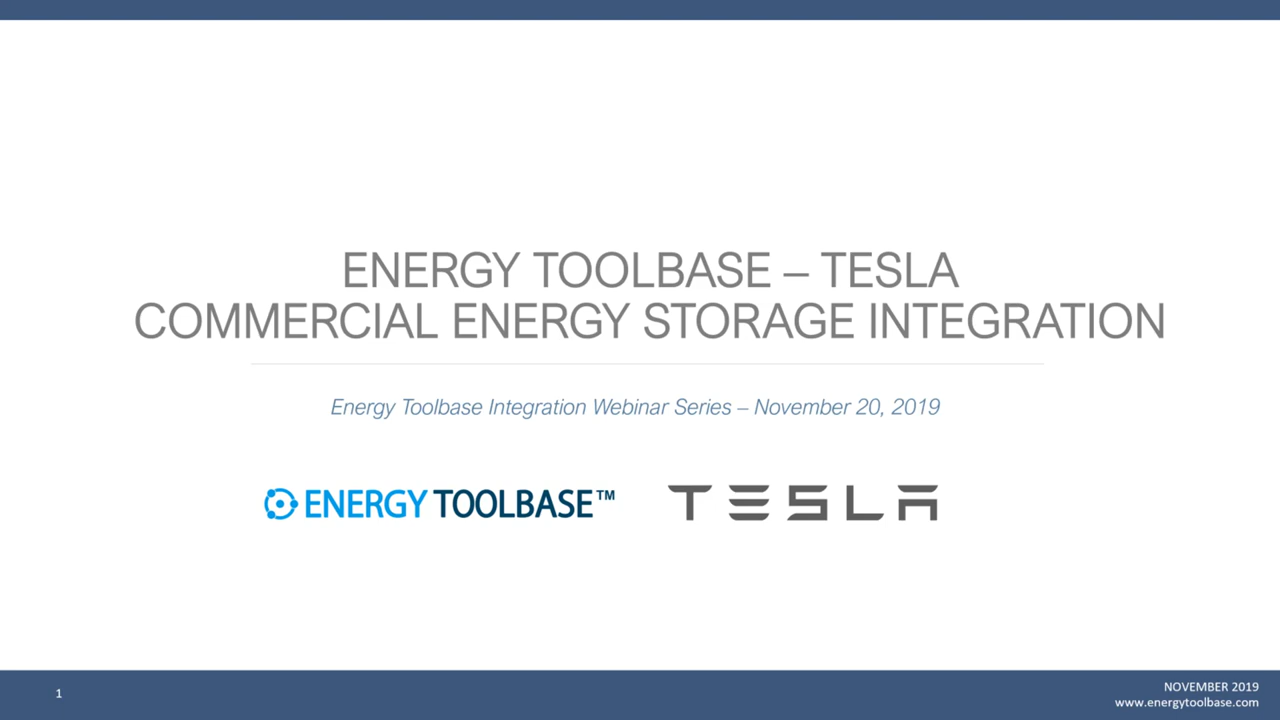 ENERGY TOOLBASE – TESLA
COMMERCIAL ENERGY STORAGE INTEGRATION
Energy Toolbase Integration Webinar Series – November 20, 2019
ENERGY TOOLBASE™ TESLA
1
NOVEMBER 2019
www.energytoolbase.com